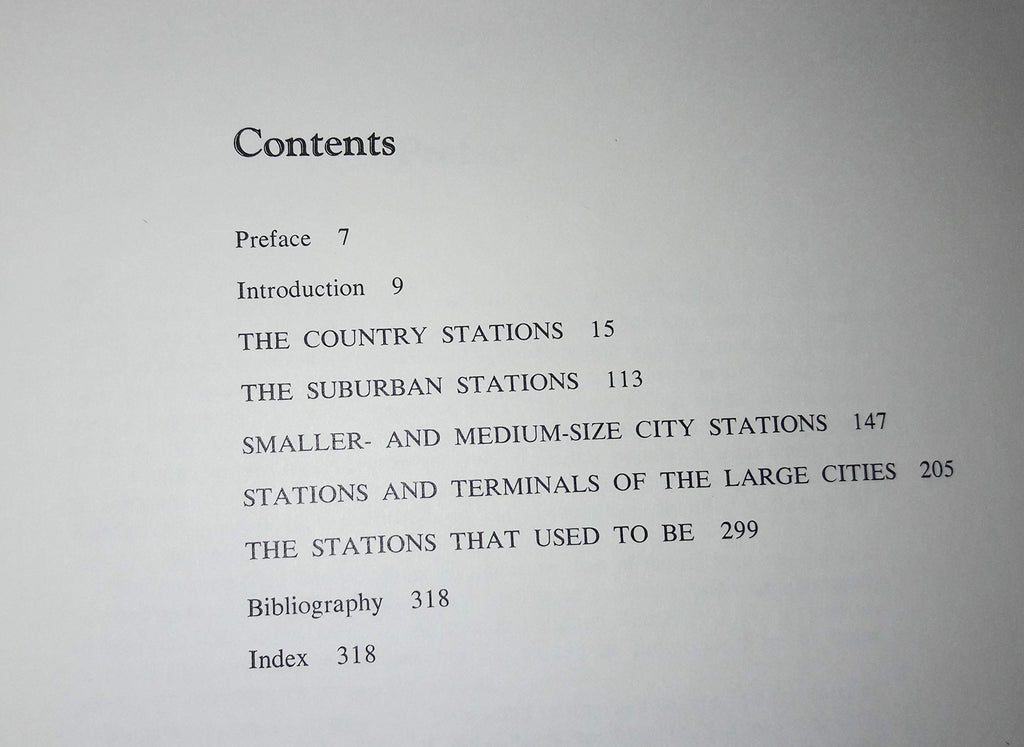 Contents
Preface 7
Introduction 9
THE COUNTRY STATIONS 15
THE SUBURBAN STATIONS 113
SMALLER- AND MEDIUM-SIZE CITY STATIONS 147
STATIONS AND TERMINALS OF THE LARGE CITIES 205
THE STATIONS THAT USED TO BE 299
Bibliography 318
Index 318